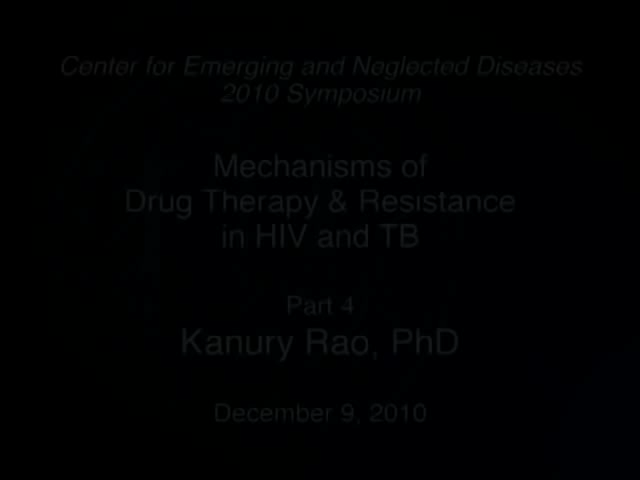 Center for Emerging and Neglected Diseases
2010 Symposium
Mechanisms of
Drug Therapy & Resistance
in HIV and TB
Part 4
Kanury Rao, PhD
December 9, 2010